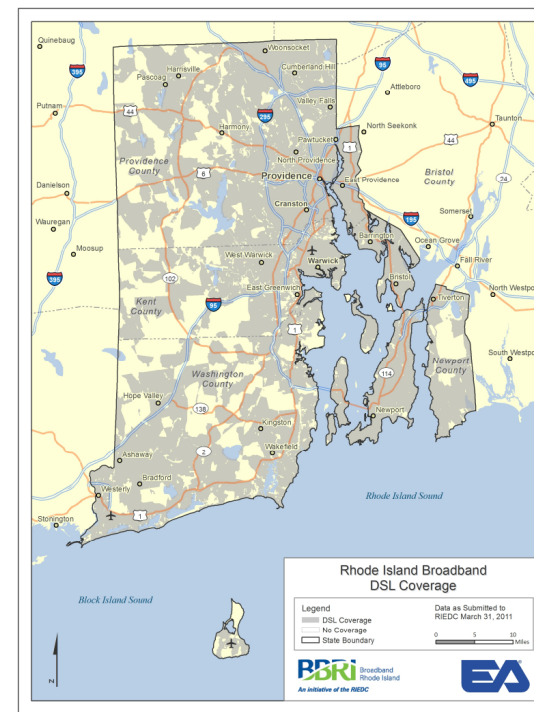 Quinebaug
Woonsocket
395
Harrisville
Cumberland Hill
95
495
Pascoag
Attleboro
Putnam
44
Valley Falls
295
Taunton
Harmony
North Seekonk
Pawtucket
1
44
North Providence
Providence
County
6
Bristol
County
Providence
East Providence
24
Danielson
Cranston
Somerset
195
Wauregan
Barrington
Ocean Grove
Moosup
West Warwick
Warwick
Fall River
395
102
Bristol
East Greenwich
North Westpo
Kent
County
95
Tiverton
1
South Westpo
Newport
County
Washington
County
114
Hope Valley
138
Newport
Kingston
2
Wakefield
Ashaway
Bradford
Westerly
Rhode Island Sound
1
Stonington
Block Island Sound
Rhode Island Broadband
DSL Coverage
Legend
DSL Coverage
No Coverage
State Boundary
Data as Submitted to
RIEDC March 31, 2011
0 5 10
Miles
N
BBRI Broadband
Rhode Island
An initiative of the RIEDC
EA